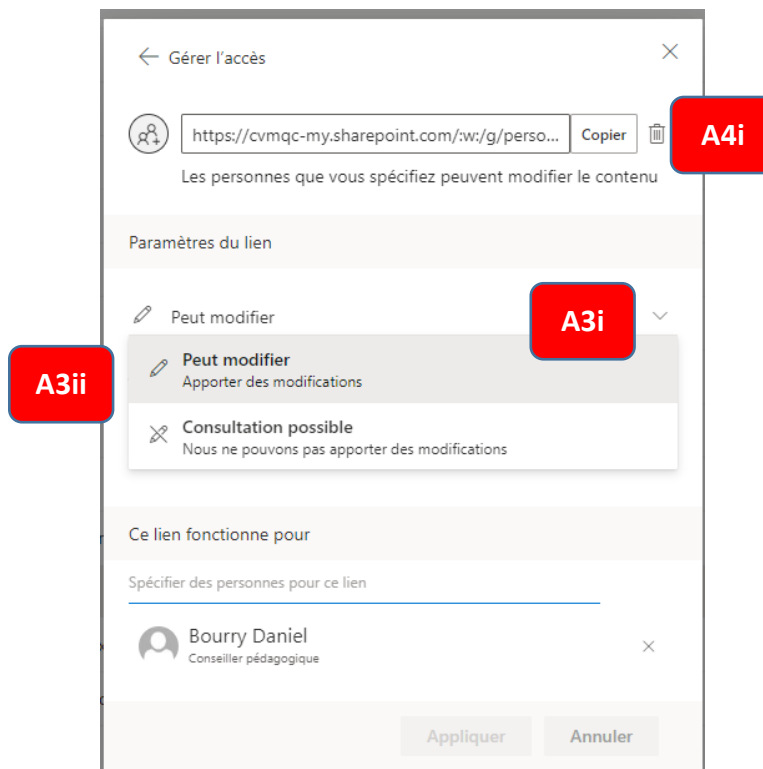 Gérer l'accès
https://cvmqc-my.sharepoint.com/:w:/g/perso... Copier
A4i
Les personnes que vous spécifiez peuvent modifier le contenu
Paramètres du lien
Peut modifier
A3i
A3ii
Peut modifier
Apporter des modifications
Consultation possible
Nous ne pouvons pas apporter des modifications
Ce lien fonctionne pour
Spécifier des personnes pour ce lien
Bourry Daniel
Conseiller pédagogique
Appliquer Annuler